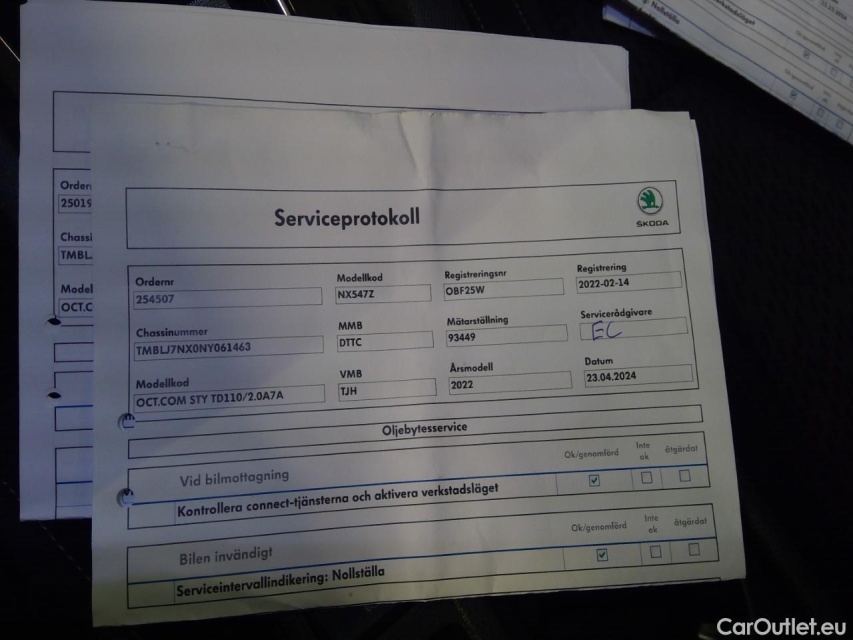 Serviceprotokoll
ŠKODA
Ordernr
254507
Modellkod
NX547Z
Registreringsnr
OBF25W
Registrering
2022-02-14
Chassinummer
TMBLJ7NX0NY061463
MMB
DTTC
Mätarställning
93449
Servicerådgivare
EC
Modellkod
OCT.COM STY TD110/2.0A7A
VMB
TJH
Årsmodell
2022
Datum
23.04.2024
Oljebytesservice
Vid bilmottagning
Ok/genomförd
Inte ok
åtgärdat
Kontrollera connect-tjänsterna och aktivera verkstadsläget
Bilen invändigt
Ok/genomförd
Inte ok
åtgärdat
Serviceintervallindikering: Nollställa
25019
TMBL
OCT.C
Nollställa
CarOutlet.eu